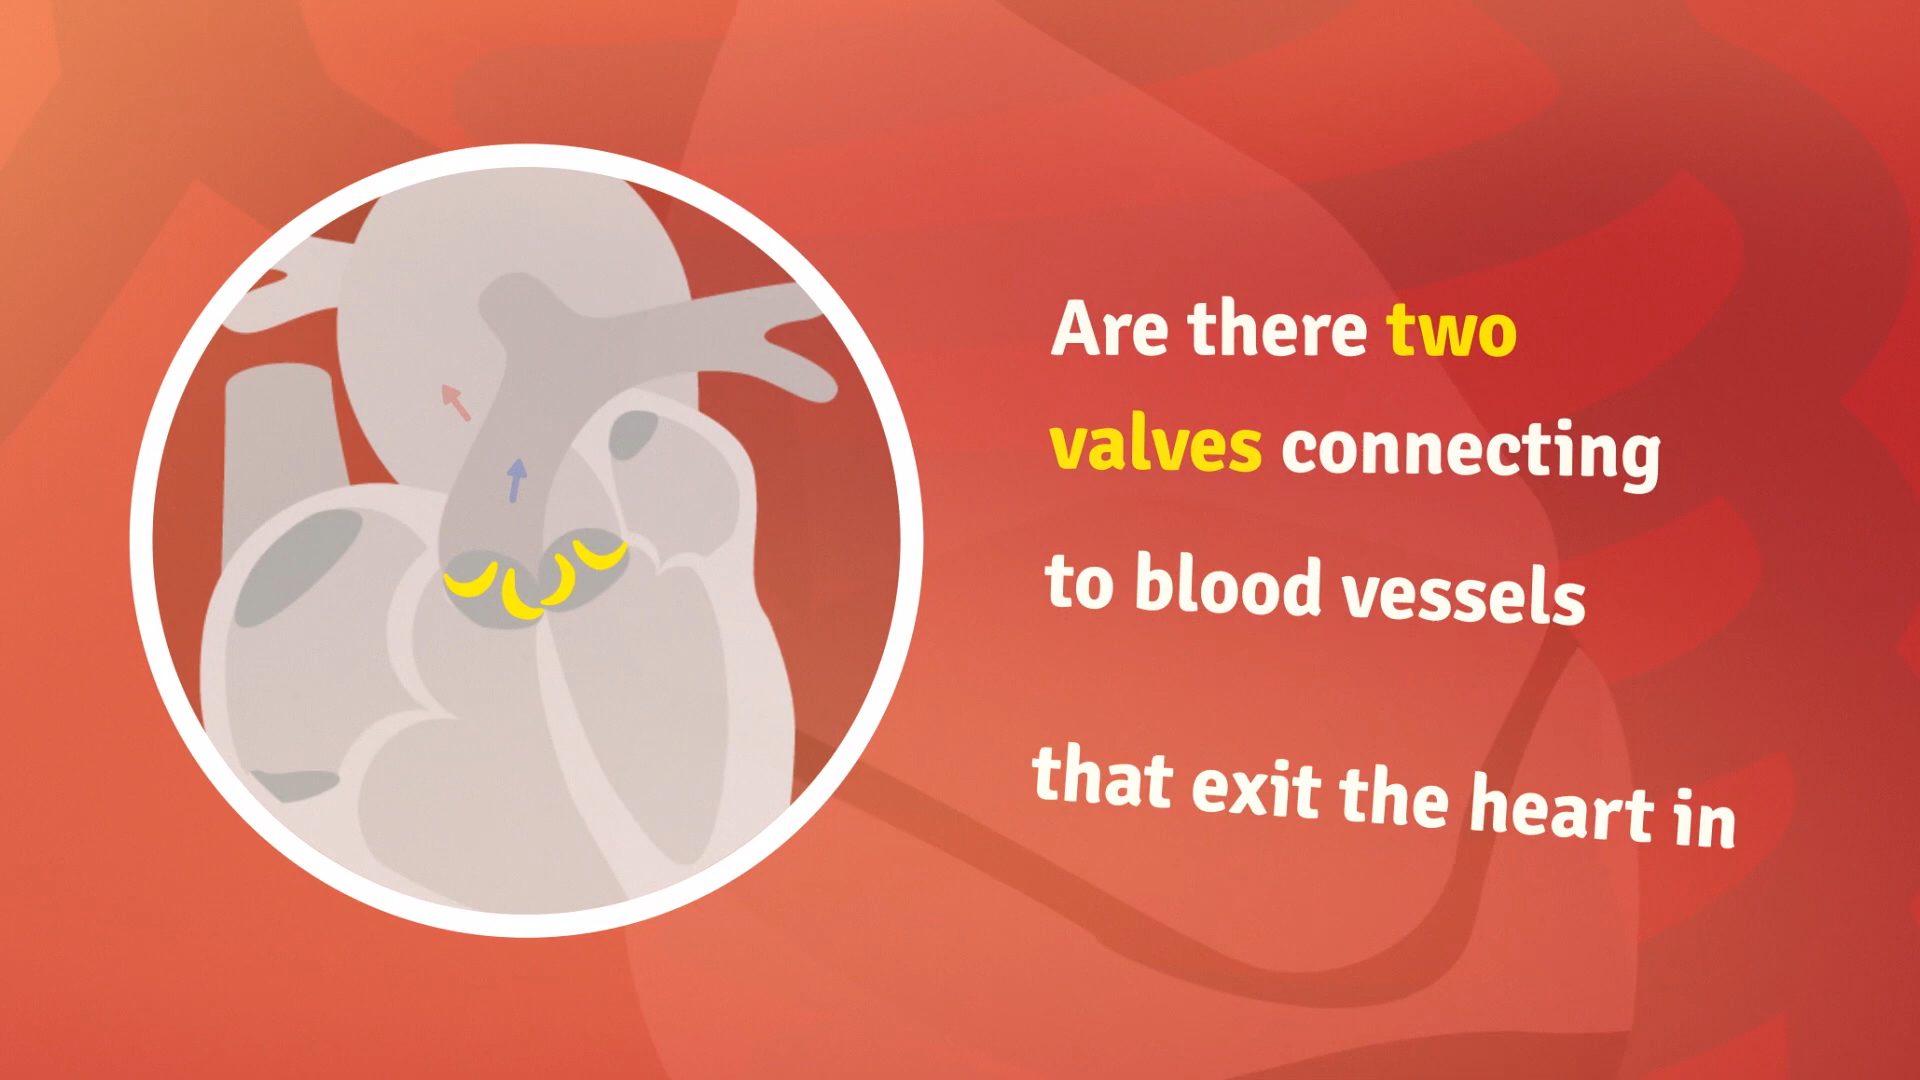 Are there two
valves connecting
to blood vessels
that exit the heart in